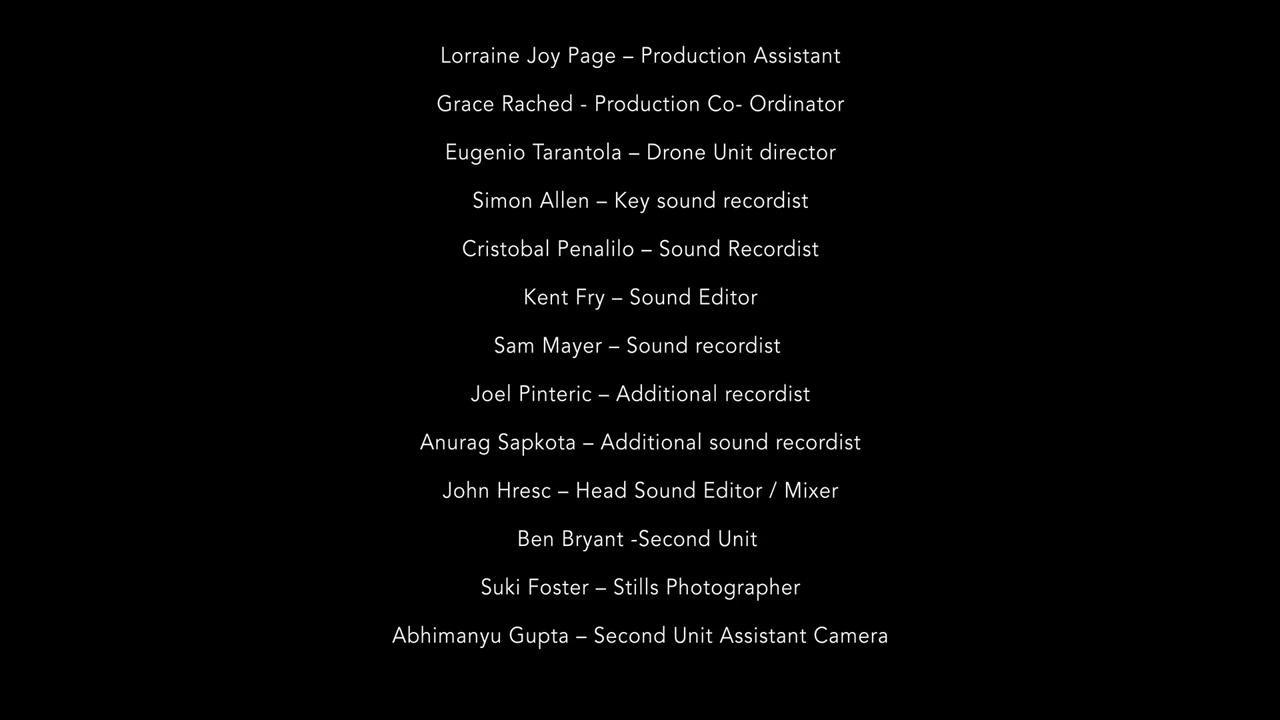 Lorraine Joy Page – Production Assistant
Grace Rached - Production Co- Ordinator
Eugenio Tarantola – Drone Unit director
Simon Allen – Key sound recordist
Cristobal Penalilo – Sound Recordist
Kent Fry – Sound Editor
Sam Mayer – Sound recordist
Joel Pinteric – Additional recordist
Anurag Sapkota – Additional sound recordist
John Hresc – Head Sound Editor / Mixer
Ben Bryant -Second Unit
Suki Foster – Stills Photographer
Abhimanyu Gupta – Second Unit Assistant Camera